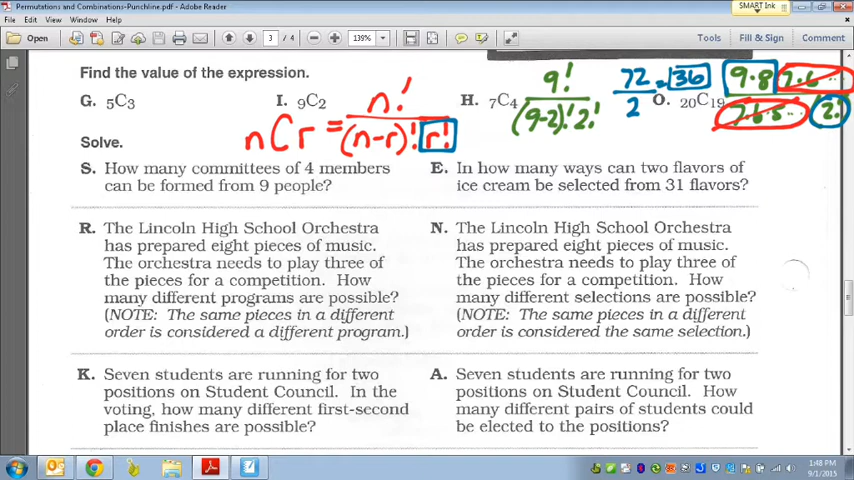 Permutations and Combinations-Punchline.pdf - Adobe Reader
SMART Ink
File Edit View Window Help
Open 3 / 4 139% Tools Fill & Sign Comment
Find the value of the expression.
G. 5C3 I. 9C2 H. 7C4 O. 20C19
nCr = n! / (n-r)! r!
9! / (9-2)! 2!
72 / 2 = 36
9·8 7·6··· / 7·6·5··· 2!
Solve.
S. How many committees of 4 members
can be formed from 9 people?
E. In how many ways can two flavors of
ice cream be selected from 31 flavors?
R. The Lincoln High School Orchestra
has prepared eight pieces of music.
The orchestra needs to play three of
the pieces for a competition. How
many different programs are possible?
(NOTE: The same pieces in a different
order is considered a different program.)
N. The Lincoln High School Orchestra
has prepared eight pieces of music.
The orchestra needs to play three of
the pieces for a competition. How
many different selections are possible?
(NOTE: The same pieces in a different
order is considered the same selection.)
K. Seven students are running for two
positions on Student Council. In the
voting, how many different first-second
place finishes are possible?
A. Seven students are running for two
positions on Student Council. How
many different pairs of students could
be elected to the positions?
1:48 PM
9/1/2015